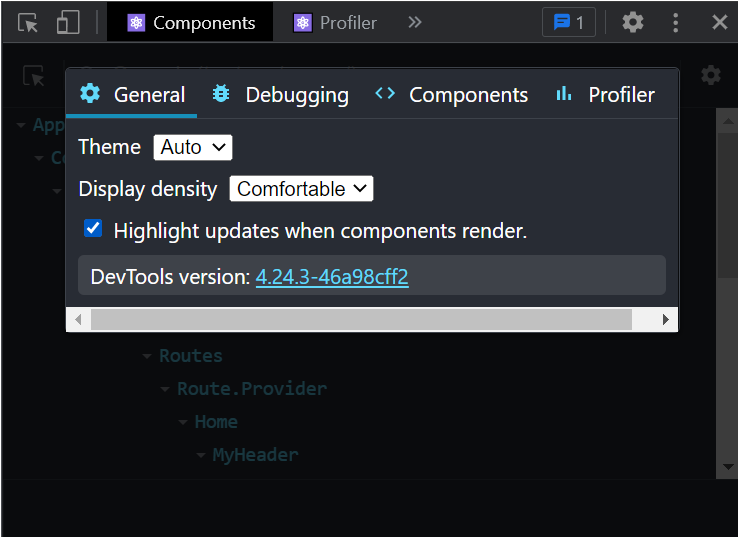 Components Profiler 1
General Debugging Components Profiler
App
Theme Auto
Co
Display density Comfortable
Highlight updates when components render.
DevTools version: 4.24.3-46a98cff2
Routes
Route.Provider
Home
MyHeader